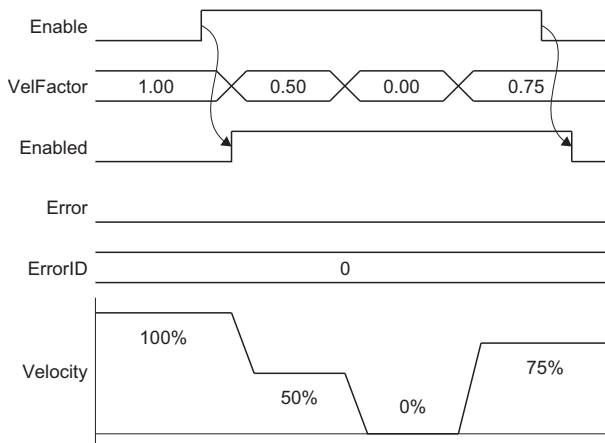 Enable
VelFactor
1.00 0.50 0.00 0.75
Enabled
Error
ErrorID
0
Velocity
100%
50%
0%
75%